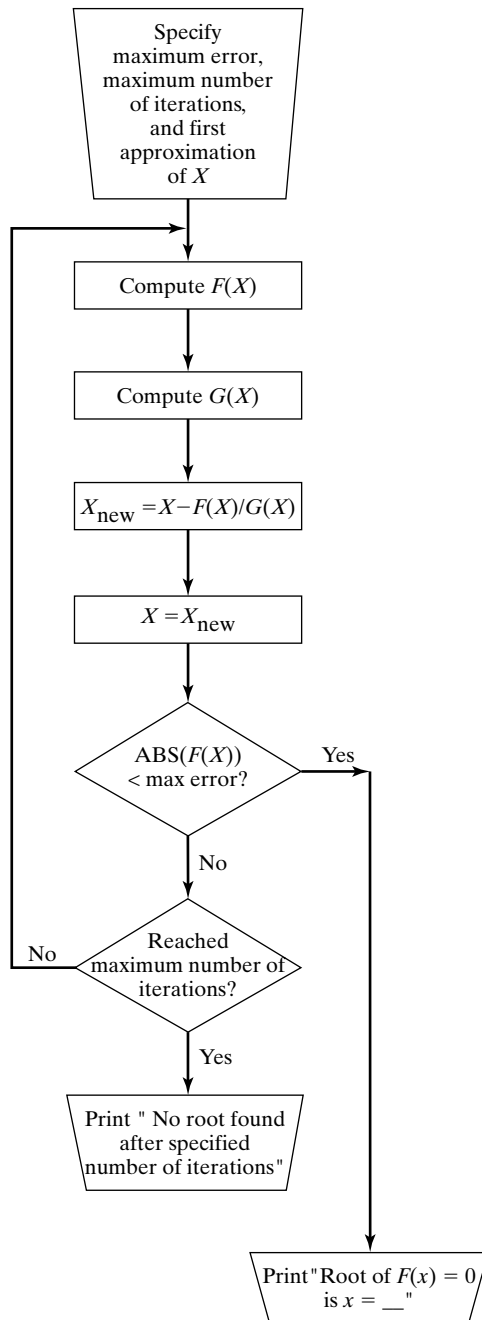 Specify
maximum error,
maximum number
of iterations,
and first
approximation
of X
Compute F(X)
Compute G(X)
X_new = X − F(X)/G(X)
X = X_new
ABS(F(X))
< max error?
Yes
No
Reached
maximum number of
iterations?
No
Yes
Print " No root found
after specified
number of iterations"
Print "Root of F(x) = 0
is x = __"